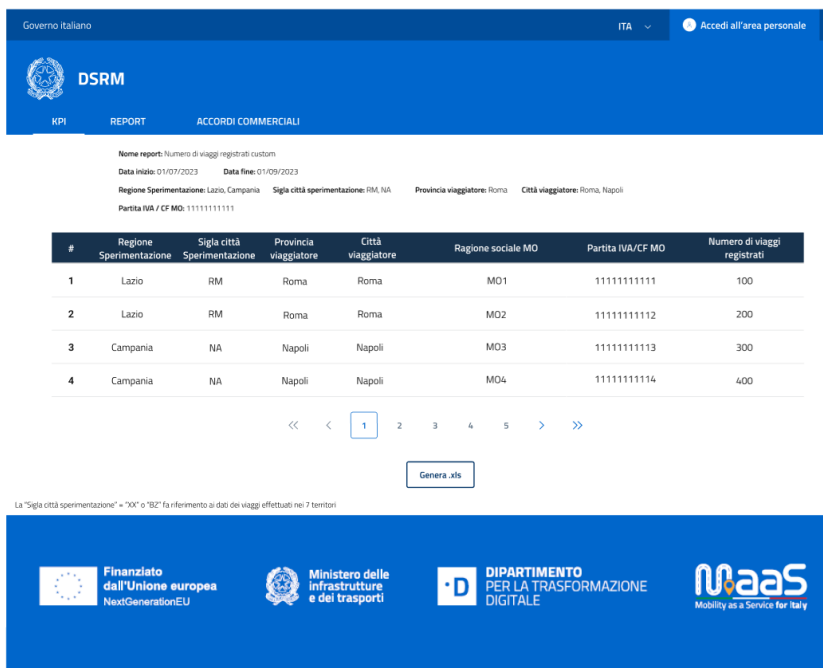 Governo italiano
ITA
Accedi all'area personale
DSRM
KPI REPORT ACCORDI COMMERCIALI
Nome report: Numero di viaggi registrati custom
Data inizio: 01/07/2023 Data fine: 01/09/2023
Regione Sperimentazione: Lazio, Campania Sigla città sperimentazione: RM, NA Provincia viaggiatore: Roma Città viaggiatore: Roma, Napoli
Partita IVA / CF MO: 11111111111
# Regione Sperimentazione Sigla città Sperimentazione Provincia viaggiatore Città viaggiatore Ragione sociale MO Partita IVA/CF MO Numero di viaggi registrati
1 Lazio RM Roma Roma MO1 11111111111 100
2 Lazio RM Roma Roma MO2 11111111112 200
3 Campania NA Napoli Napoli MO3 11111111113 300
4 Campania NA Napoli Napoli MO4 11111111114 400
<< < 1 2 3 4 5 > >>
Genera .xls
La "Sigla città sperimentazione" = "XX" o "BZ" fa riferimento ai dati dei viaggi effettuati nei 7 territori
Finanziato
dall'Unione europea
NextGenerationEU
Ministero delle
infrastrutture
e dei trasporti
·D
DIPARTIMENTO
PER LA TRASFORMAZIONE
DIGITALE
MaaS
Mobility as a Service for Italy